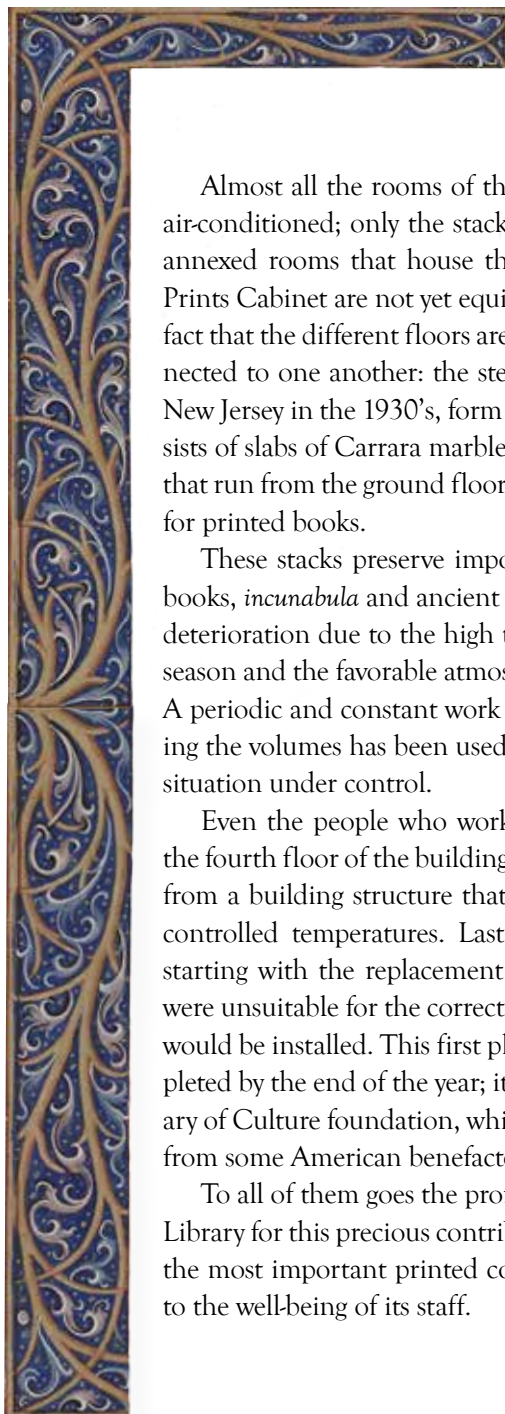 Almost all the rooms of th
air-conditioned; only the stack
annexed rooms that house th
Prints Cabinet are not yet equi
fact that the different floors are
nected to one another: the ste
New Jersey in the 1930's, form
sists of slabs of Carrara marble
that run from the ground floor
for printed books.
These stacks preserve impo
books, incunabula and ancient
deterioration due to the high t
season and the favorable atmos
A periodic and constant work
ing the volumes has been used
situation under control.
Even the people who work
the fourth floor of the building
from a building structure that
controlled temperatures. Last
starting with the replacement
were unsuitable for the correct
would be installed. This first pl
pleted by the end of the year; it
ary of Culture foundation, whi
from some American benefacto
To all of them goes the prof
Library for this precious contrib
the most important printed co
to the well-being of its staff.